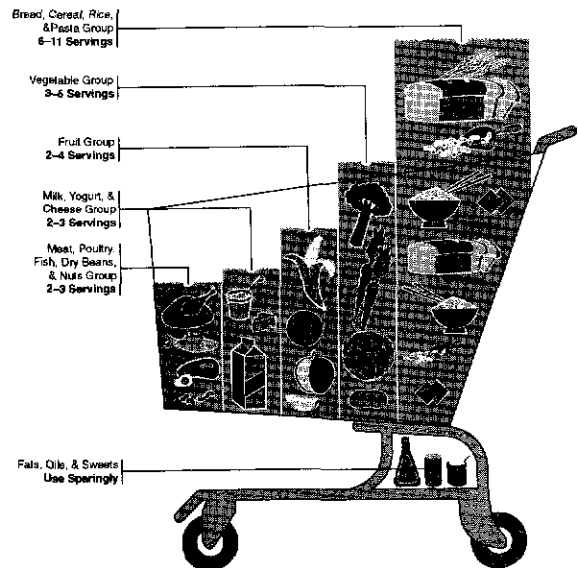 Bread, Cereal, Rice,
&Pasta Group
6–11 Servings
Vegetable Group
3–5 Servings
Fruit Group
2–4 Servings
Milk, Yogurt, &
Cheese Group
2–3 Servings
Meat, Poultry,
Fish, Dry Beans,
& Nuts Group
2–3 Servings
Fats, Oils, & Sweets
Use Sparingly